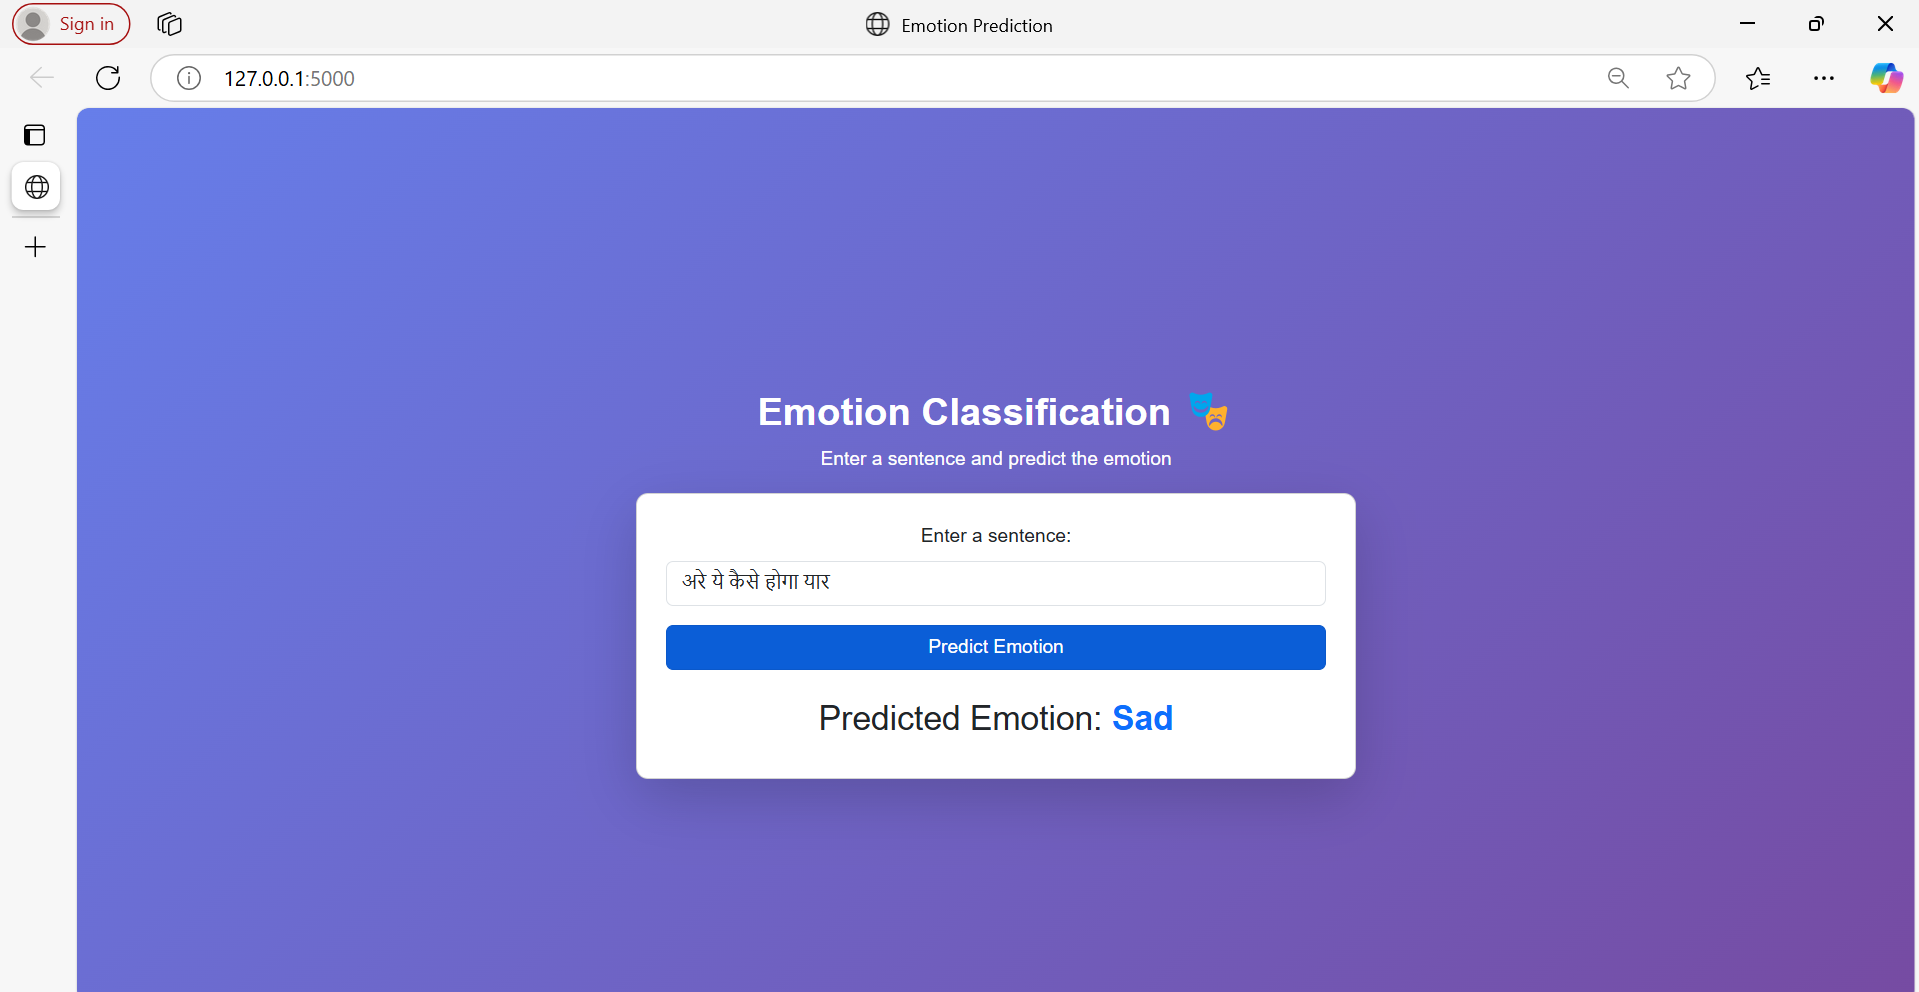 Sign in
Emotion Prediction
127.0.0.1:5000
Emotion Classification
Enter a sentence and predict the emotion
Enter a sentence:
अरे ये कैसे होगा यार
Predict Emotion
Predicted Emotion: Sad